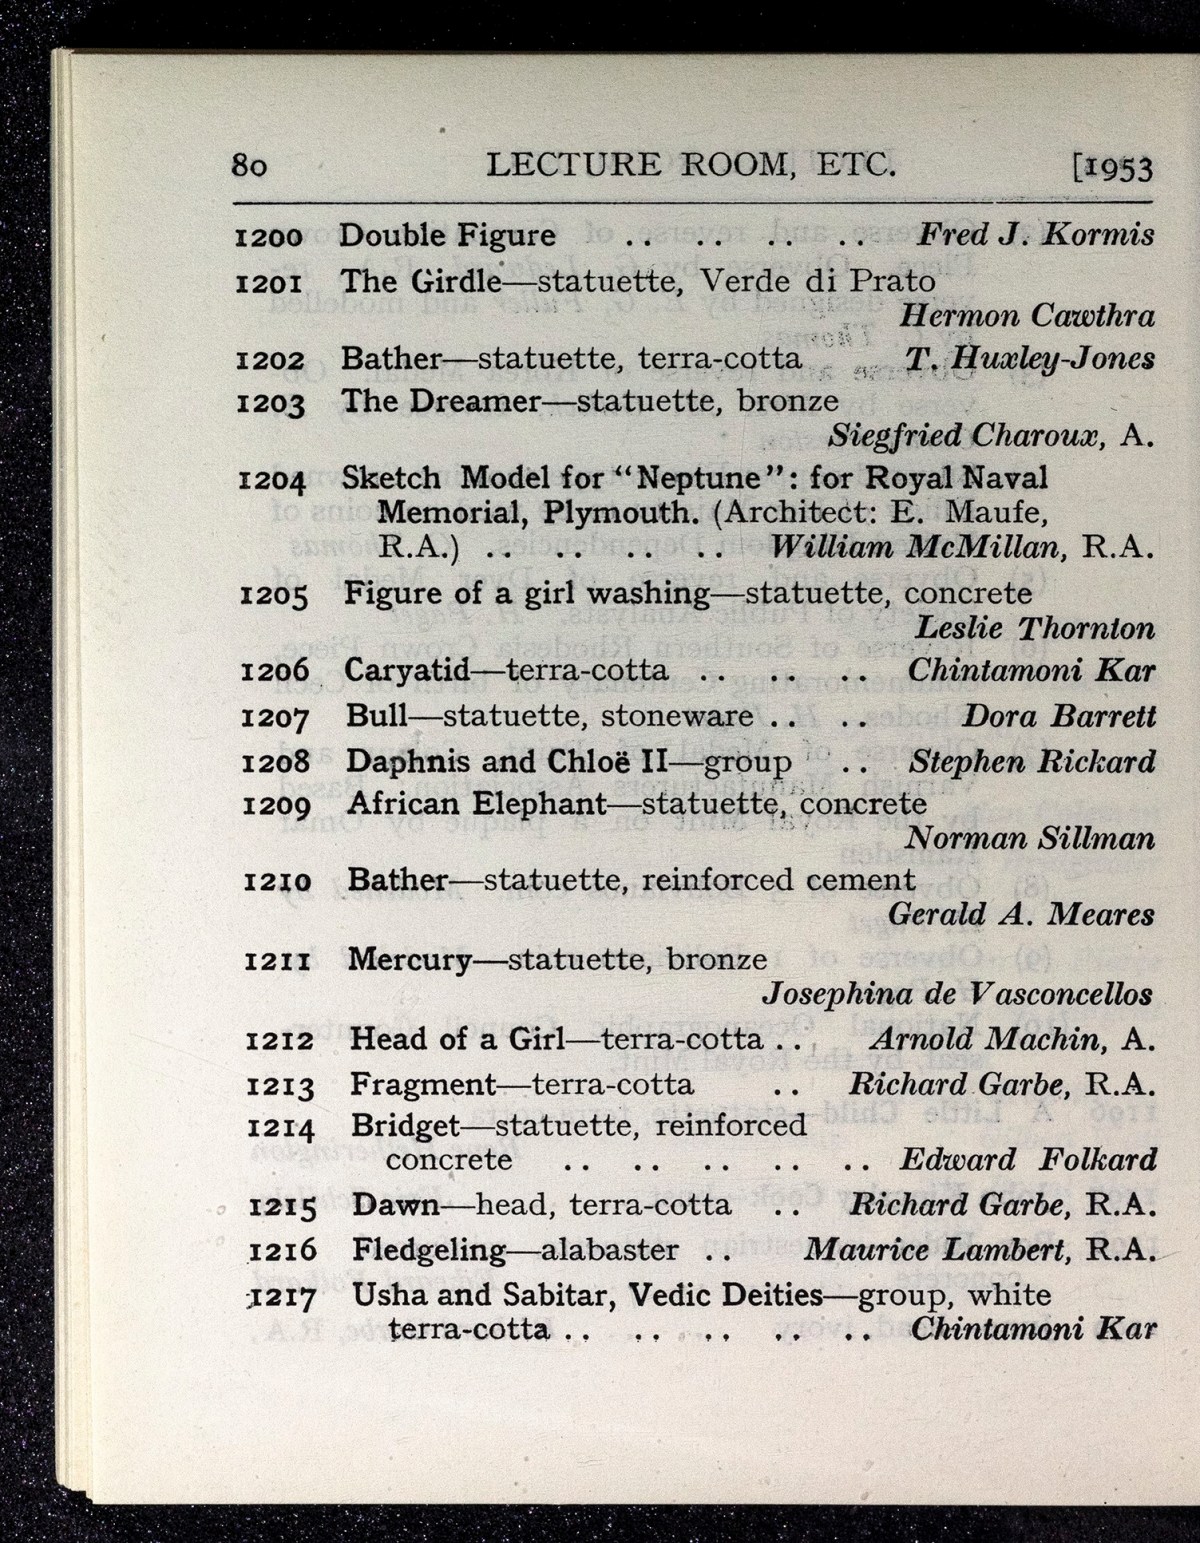 80 LECTURE ROOM, ETC. [1953
1200 Double Figure .. .. .. .. Fred J. Kormis
1201 The Girdle—statuette, Verde di Prato
Hermon Cawthra
1202 Bather—statuette, terra-cotta T. Huxley-Jones
1203 The Dreamer—statuette, bronze
Siegfried Charoux, A.
1204 Sketch Model for “Neptune”: for Royal Naval
Memorial, Plymouth. (Architect: E. Maufe,
R.A.) .. .. .. .. William McMillan, R.A.
1205 Figure of a girl washing—statuette, concrete
Leslie Thornton
1206 Caryatid—terra-cotta .. .. .. Chintamoni Kar
1207 Bull—statuette, stoneware .. .. Dora Barrett
1208 Daphnis and Chloë II—group .. Stephen Rickard
1209 African Elephant—statuette, concrete
Norman Sillman
1210 Bather—statuette, reinforced cement
Gerald A. Meares
1211 Mercury—statuette, bronze
Josephina de Vasconcellos
1212 Head of a Girl—terra-cotta .. Arnold Machin, A.
1213 Fragment—terra-cotta .. Richard Garbe, R.A.
1214 Bridget—statuette, reinforced
concrete .. .. .. .. .. Edward Folkard
1215 Dawn—head, terra-cotta .. Richard Garbe, R.A.
1216 Fledgeling—alabaster .. Maurice Lambert, R.A.
1217 Usha and Sabitar, Vedic Deities—group, white
terra-cotta .. .. .. .. .. Chintamoni Kar